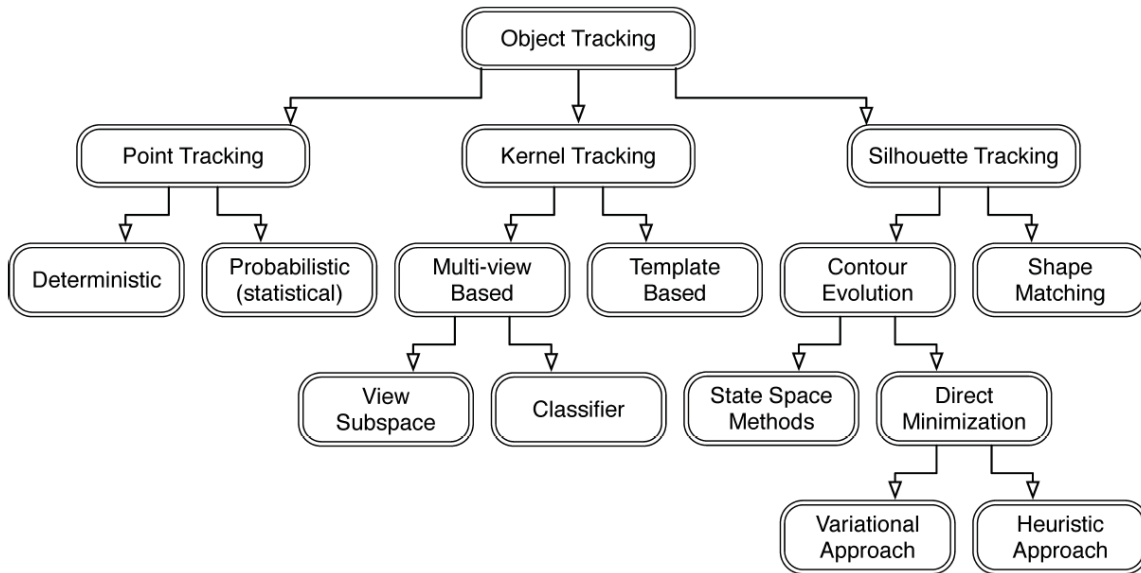 Object Tracking
Point Tracking
Kernel Tracking
Silhouette Tracking
Deterministic
Probabilistic
(statistical)
Multi-view
Based
Template
Based
Contour
Evolution
Shape
Matching
View
Subspace
Classifier
State Space
Methods
Direct
Minimization
Variational
Approach
Heuristic
Approach